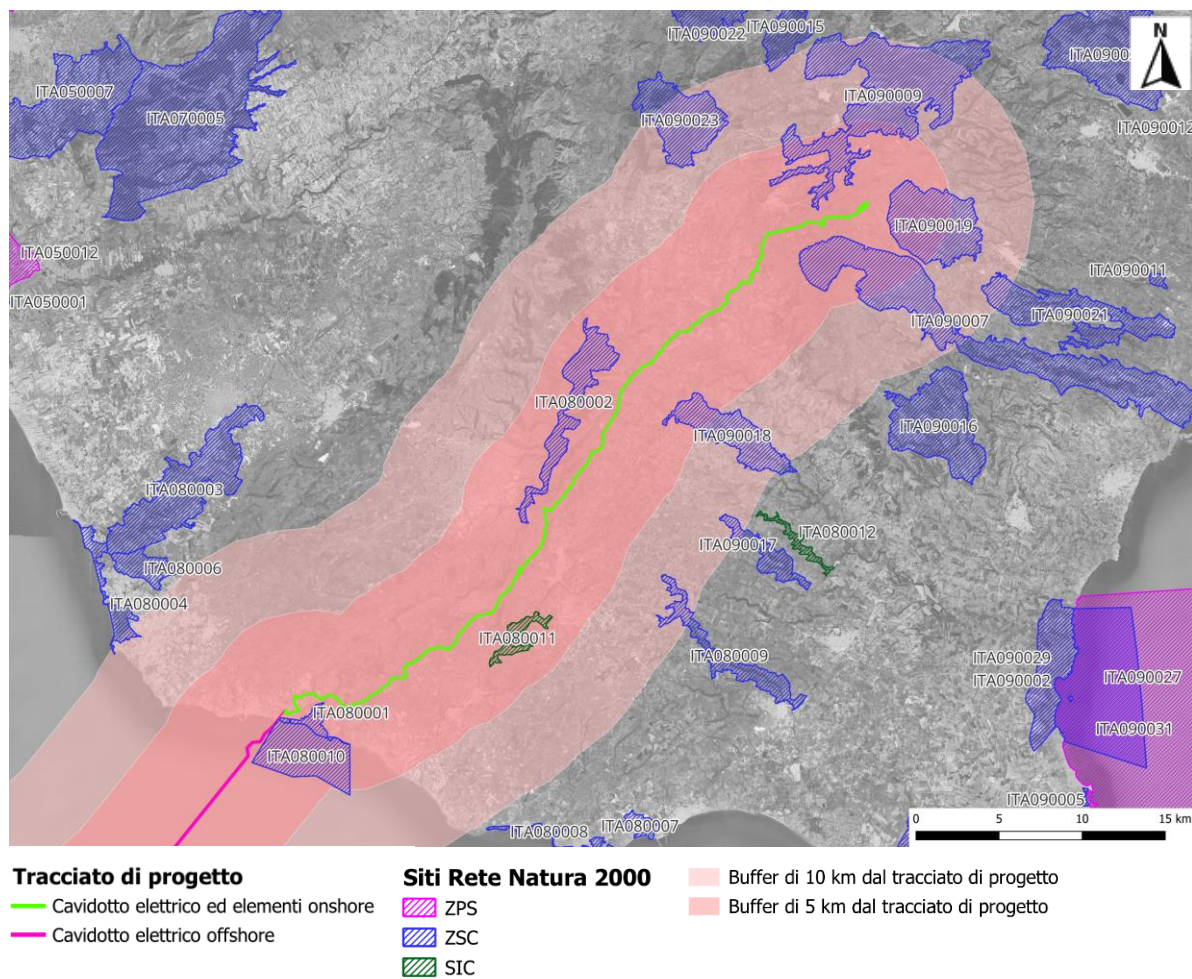 ITA090015
ITA090022
N
ITA090
ITA050007
ITA070005
ITA090009
ITA090023
ITA090012
ITA090019
ITA050012
ITA090011
ITA050001
ITA090021
ITA090007
ITA080002
ITA090018
ITA090016
ITA080003
ITA080012
ITA090017
ITA080006
ITA080004
ITA080011
ITA080009
ITA090029
ITA090002
ITA090027
ITA080001
ITA090031
ITA080010
ITA090005
ITA080007
ITA080008
0 5 10 15 km
Tracciato di progetto
Cavidotto elettrico ed elementi onshore
Cavidotto elettrico offshore
Siti Rete Natura 2000
ZPS
ZSC
SIC
Buffer di 10 km dal tracciato di progetto
Buffer di 5 km dal tracciato di progetto